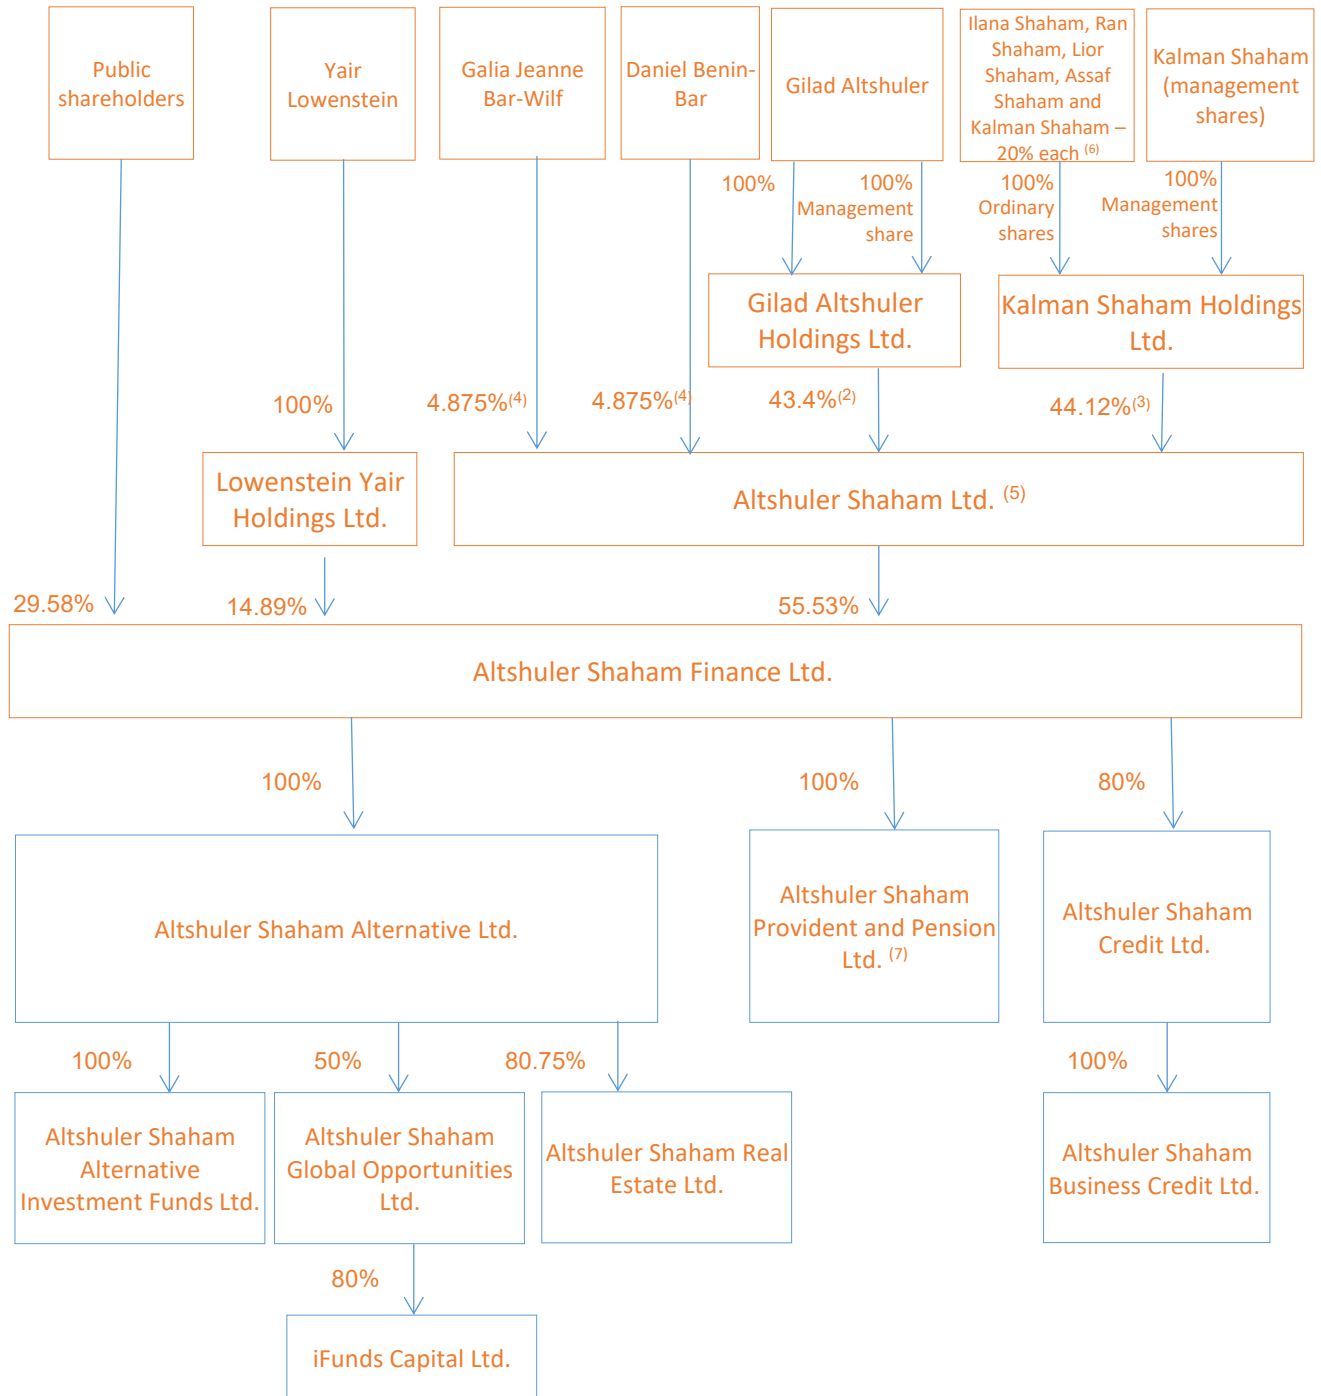 Public
shareholders
Yair
Lowenstein
Galia Jeanne
Bar-Wilf
Daniel Benin-
Bar
Gilad Altshuler
Ilana Shaham, Ran
Shaham, Lior
Shaham, Assaf
Shaham and
Kalman Shaham –
20% each (6)
Kalman Shaham
(management
shares)
100%
100%
Management
share
100%
Ordinary
shares
100%
Management
shares
Gilad Altshuler
Holdings Ltd.
Kalman Shaham Holdings
Ltd.
100%
4.875%(4)
4.875%(4)
43.4%(2)
44.12%(3)
Lowenstein Yair
Holdings Ltd.
Altshuler Shaham Ltd. (5)
29.58%
14.89%
55.53%
Altshuler Shaham Finance Ltd.
100%
100%
80%
Altshuler Shaham Alternative Ltd.
Altshuler Shaham
Provident and Pension
Ltd. (7)
Altshuler Shaham
Credit Ltd.
100%
50%
80.75%
100%
Altshuler Shaham
Alternative
Investment Funds Ltd.
Altshuler Shaham
Global Opportunities
Ltd.
Altshuler Shaham Real
Estate Ltd.
Altshuler Shaham
Business Credit Ltd.
80%
iFunds Capital Ltd.